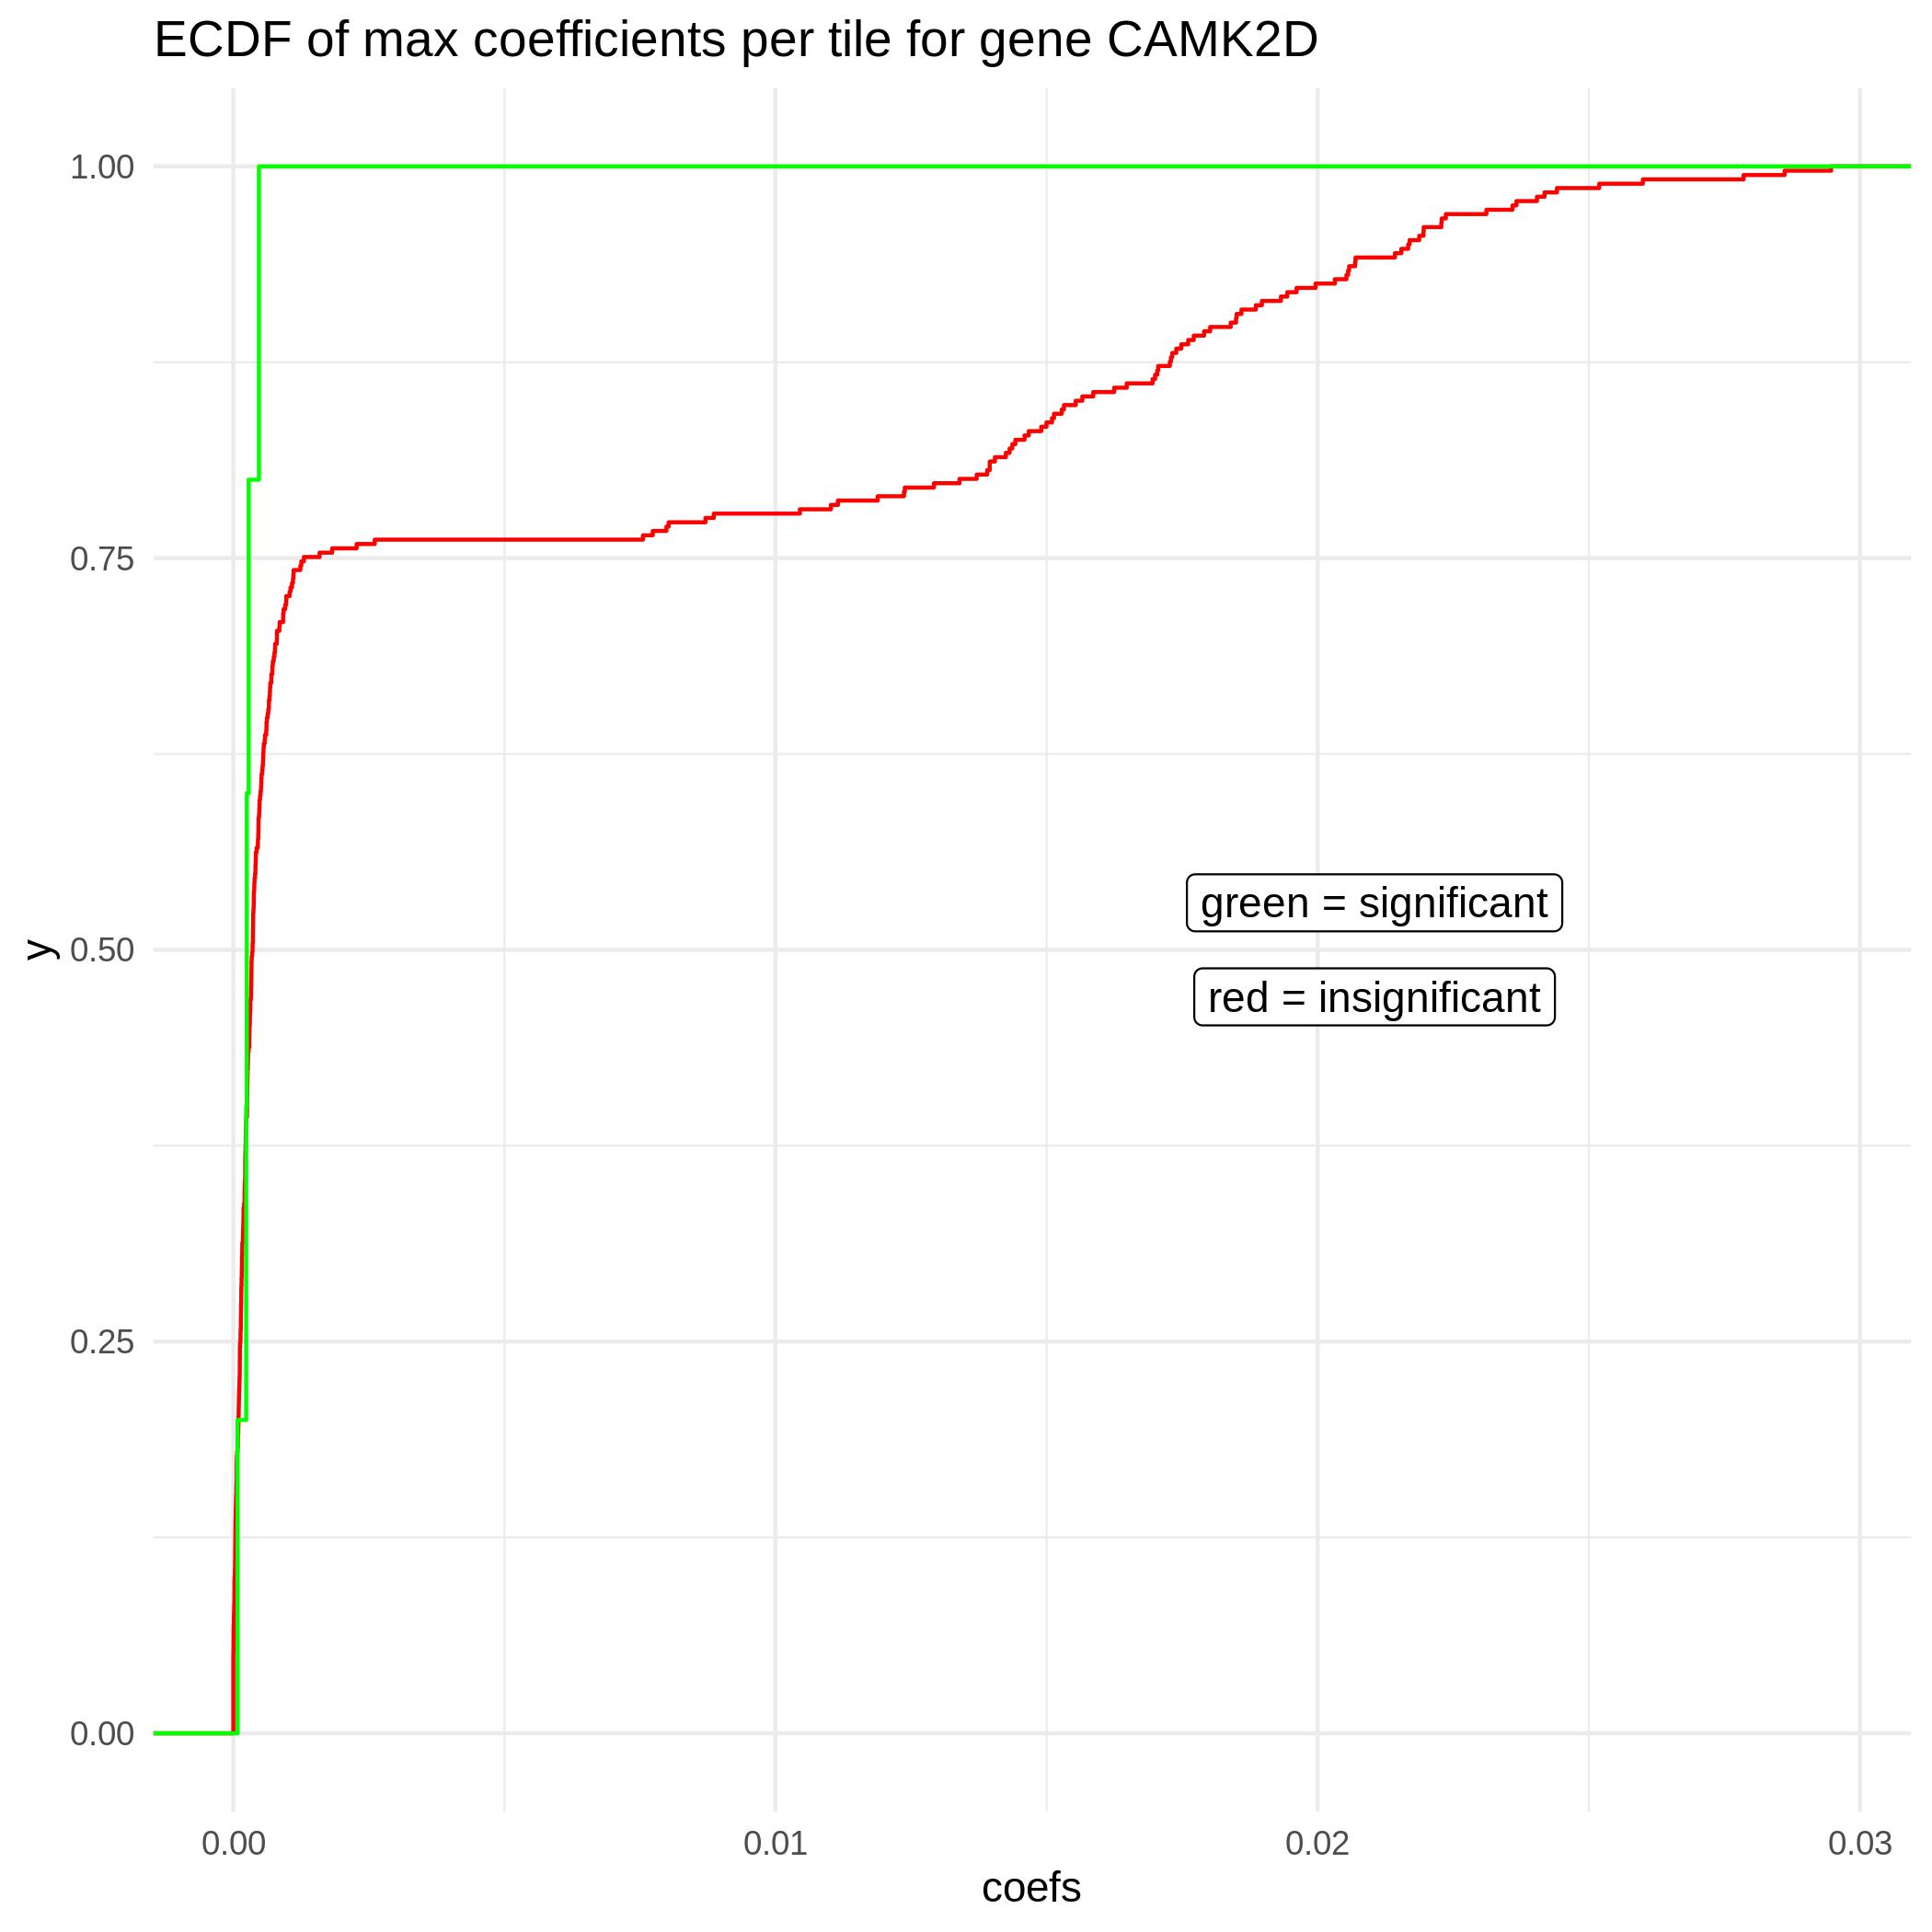 ECDF of max coefficients per tile for gene CAMK2D
1.00
0.75
0.50
0.25
0.00
y
green = significant
red = insignificant
0.00
0.01
0.02
0.03
coefs